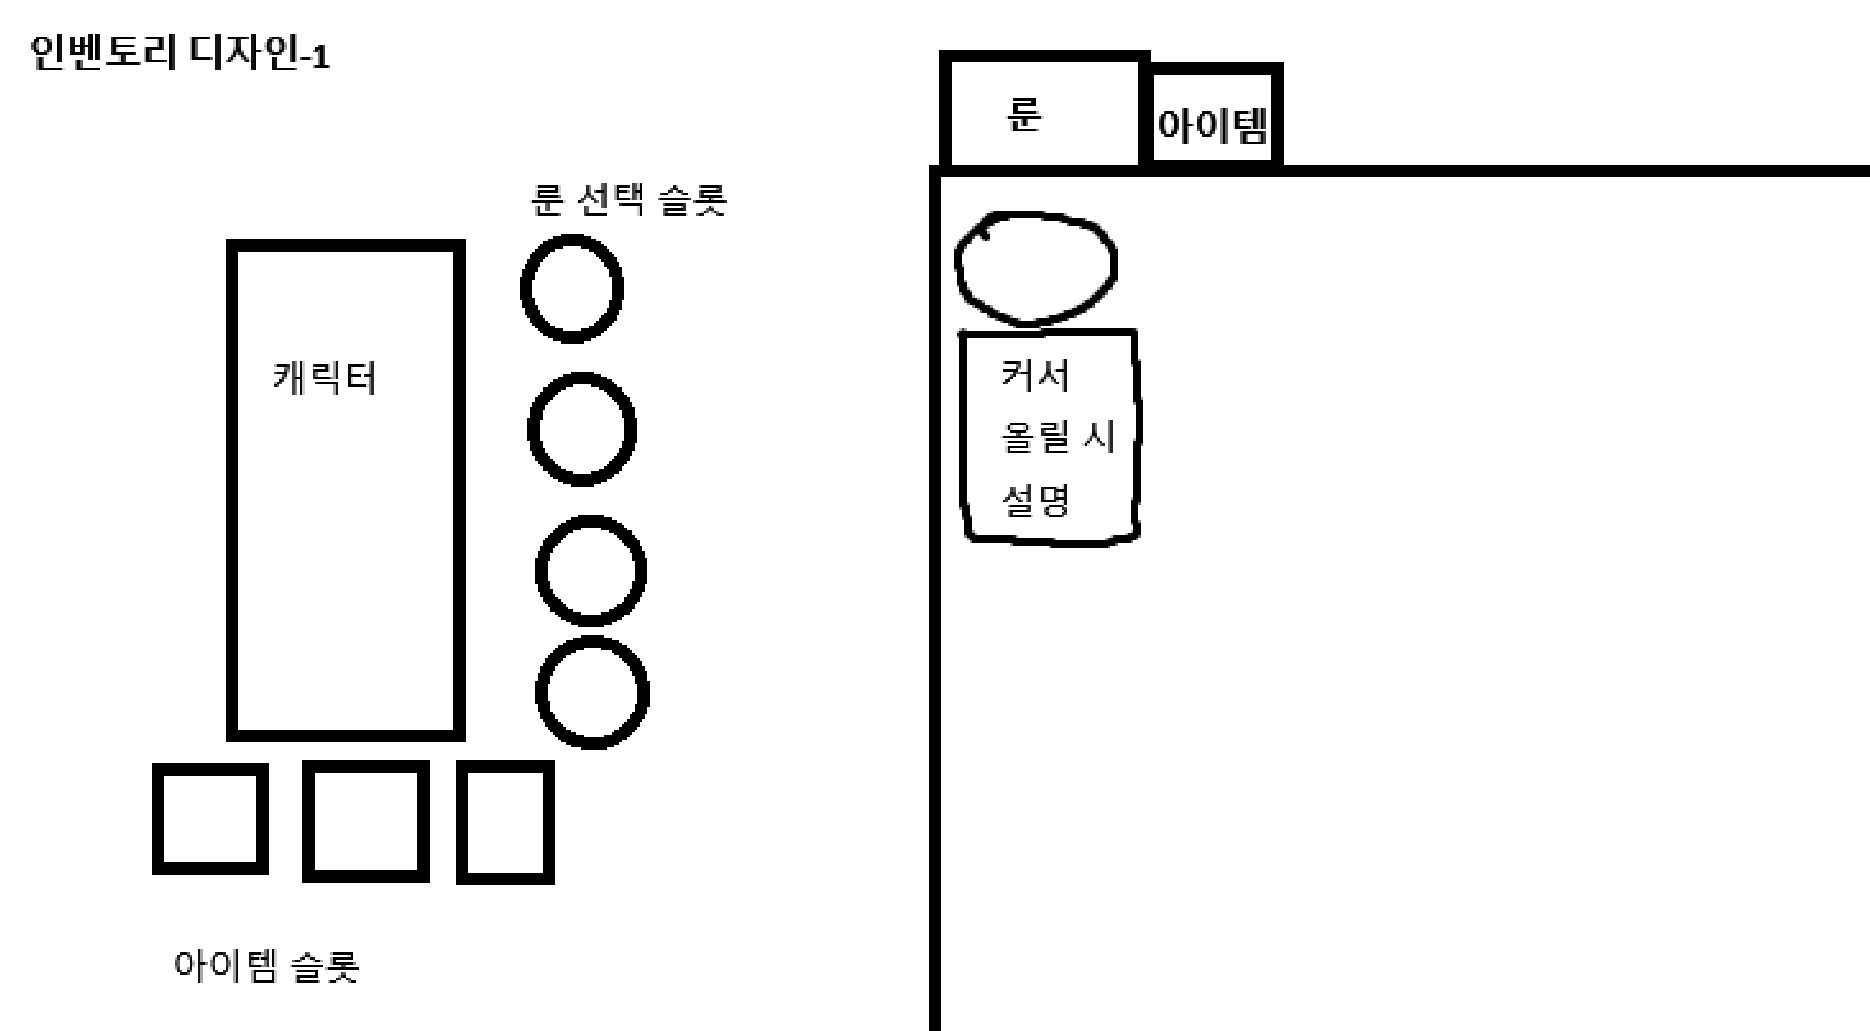 인벤토리 디자인-1
룬 선택 슬롯
캐릭터
아이템 슬롯
룬
아이템
커서
올릴 시
설명